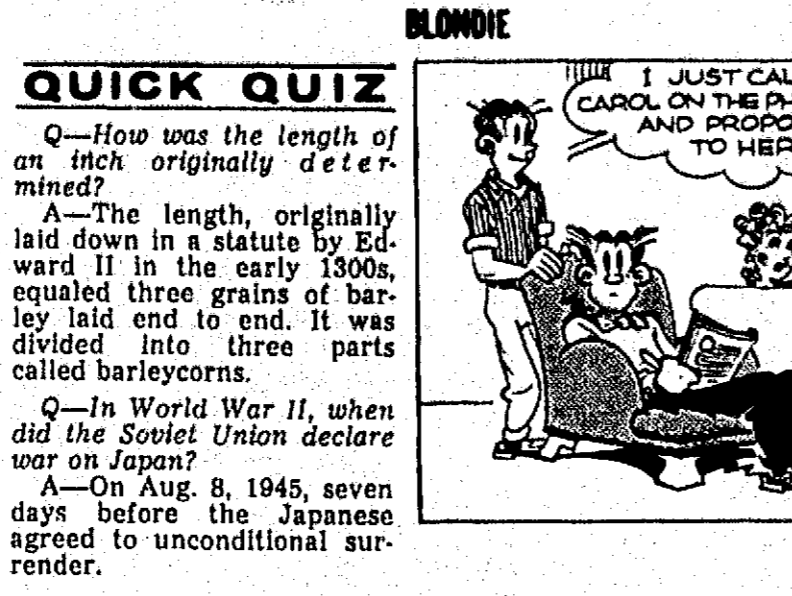 BLONDIE
QUICK QUIZ
Q—How was the length of
an inch originally deter-
mined?
A—The length, originally
laid down in a statute by Ed-
ward II in the early 1300s,
equaled three grains of bar-
ley laid end to end. It was
divided into three parts
called barleycorns.
Q—In World War II, when
did the Soviet Union declare
war on Japan?
A—On Aug. 8, 1945, seven
days before the Japanese
agreed to unconditional sur-
render.
I JUST CAL
CAROL ON THE PH
AND PROPO
TO HER